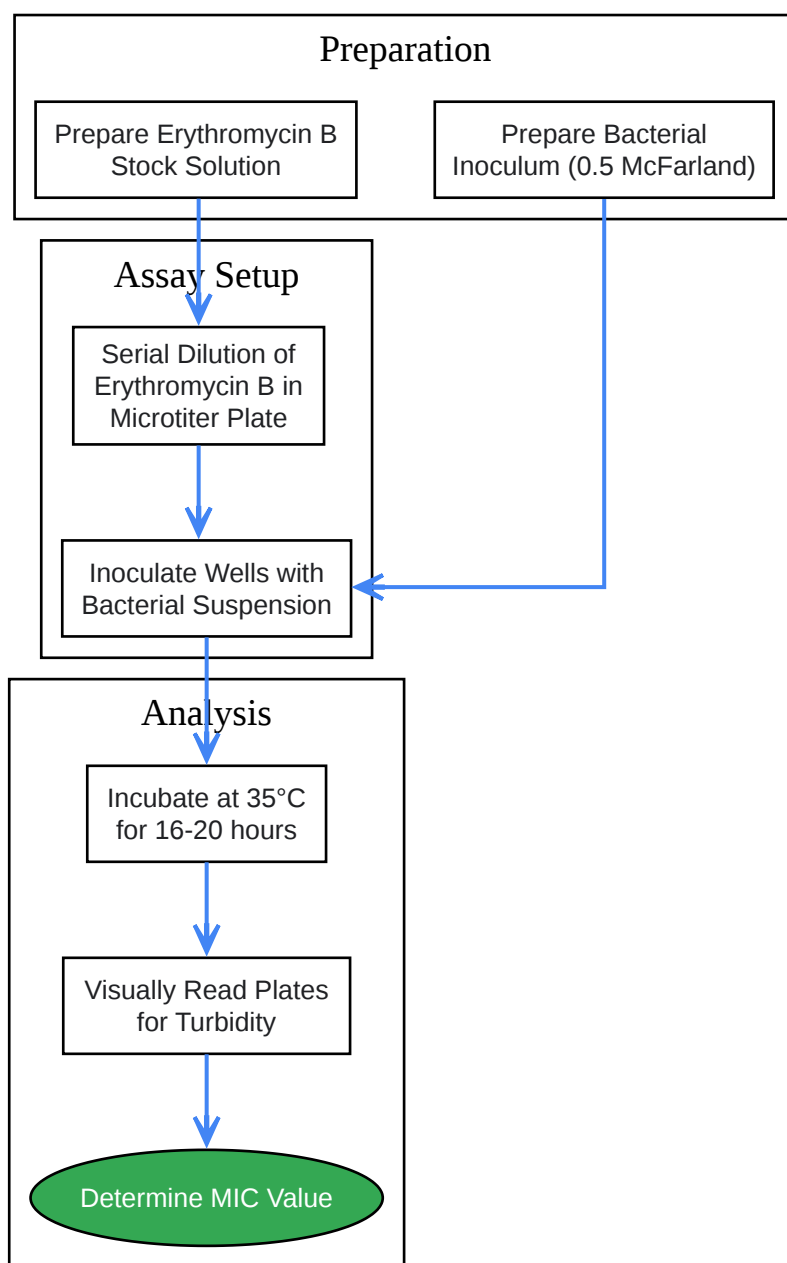 Preparation
Prepare Erythromycin B
Stock Solution
Prepare Bacterial
Inoculum (0.5 McFarland)
Assay Setup
Serial Dilution of
Erythromycin B in
Microtiter Plate
Inoculate Wells with
Bacterial Suspension
Analysis
Incubate at 35°C
for 16-20 hours
Visually Read Plates
for Turbidity
Determine MIC Value